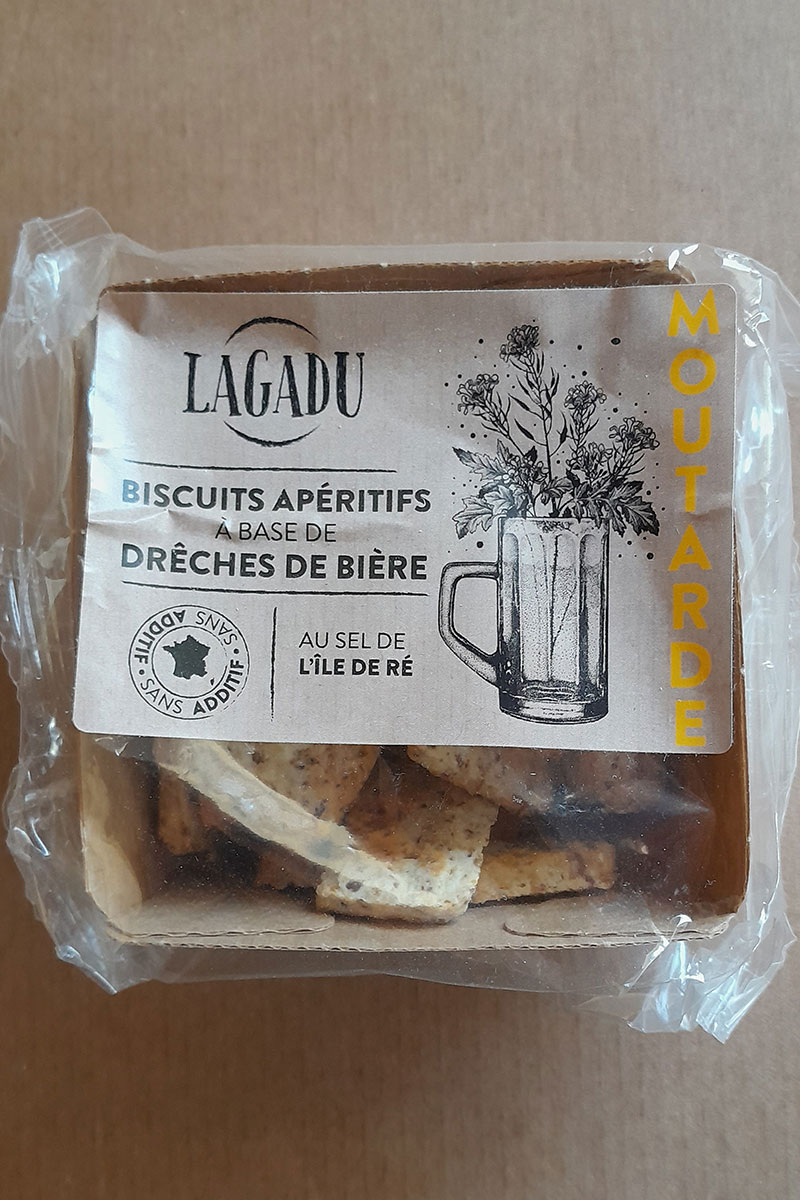 LAGADU
BISCUITS APÉRITIFS
À BASE DE
DRÊCHES DE BIÈRE
SANS ADDITIF • SANS ADDITIF •
AU SEL DE
L'ÎLE DE RÉ
MOUTARDE